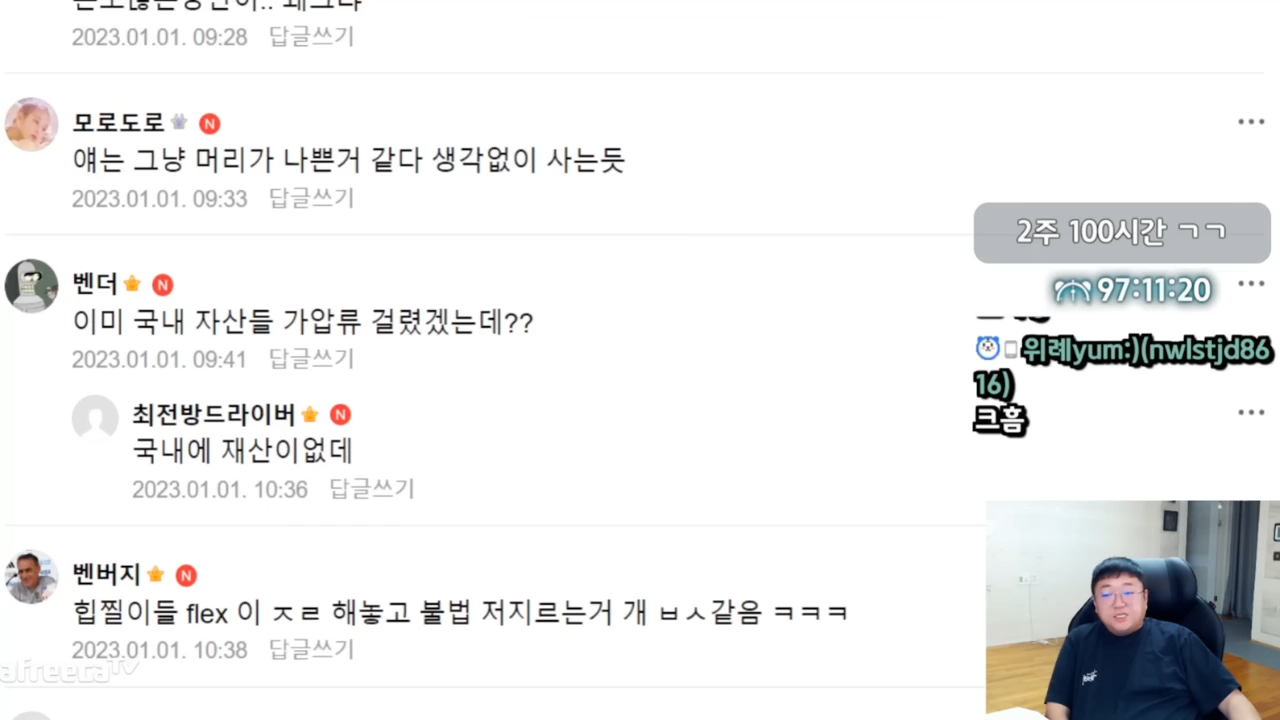 2023.01.01. 09:28 답글쓰기
모로도로 N
얘는 그냥 머리가 나쁜거 같다 생각없이 사는듯
2023.01.01. 09:33 답글쓰기
2주 100시간 ㄱㄱ
97:11:20
벤더 N
이미 국내 자산들 가압류 걸렸겠는데??
2023.01.01. 09:41 답글쓰기
위례yum:)(nwlstjd86
16)
크흠
최전방드라이버 N
국내에 재산이없데
2023.01.01. 10:36 답글쓰기
벤버지 N
힙찔이들 flex 이 ㅈㄹ 해놓고 불법 저지르는거 개 ㅂㅅ같음 ㅋㅋㅋ
2023.01.01. 10:38 답글쓰기
afreecaTV